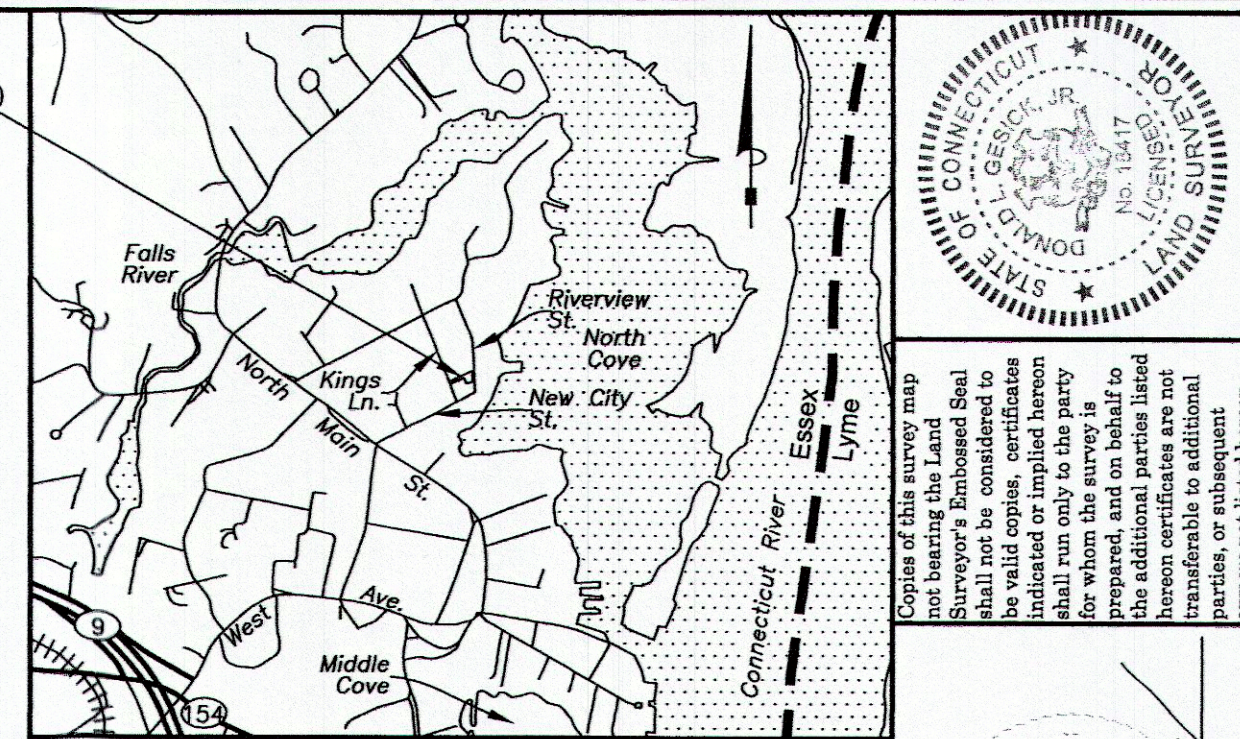 Falls
River
Riverview
St.
North
Cove
Kings
Ln.
New City
St.
North
Main
St.
Essex
Lyme
Connecticut River
West
Ave.
Middle
Cove
9
154
STATE OF CONNECTICUT
DONALD L. GESICK, JR.
No. 18417
LICENSED
LAND SURVEYOR
Copies of this survey map
not bearing the Land
Surveyor's Embossed Seal
shall not be considered to
be valid copies, certificates
indicated or implied hereon
shall run only to the party
for whom the survey is
prepared, and on behalf to
the additional parties listed
hereon certificates are not
transferable to additional
parties, or subsequent